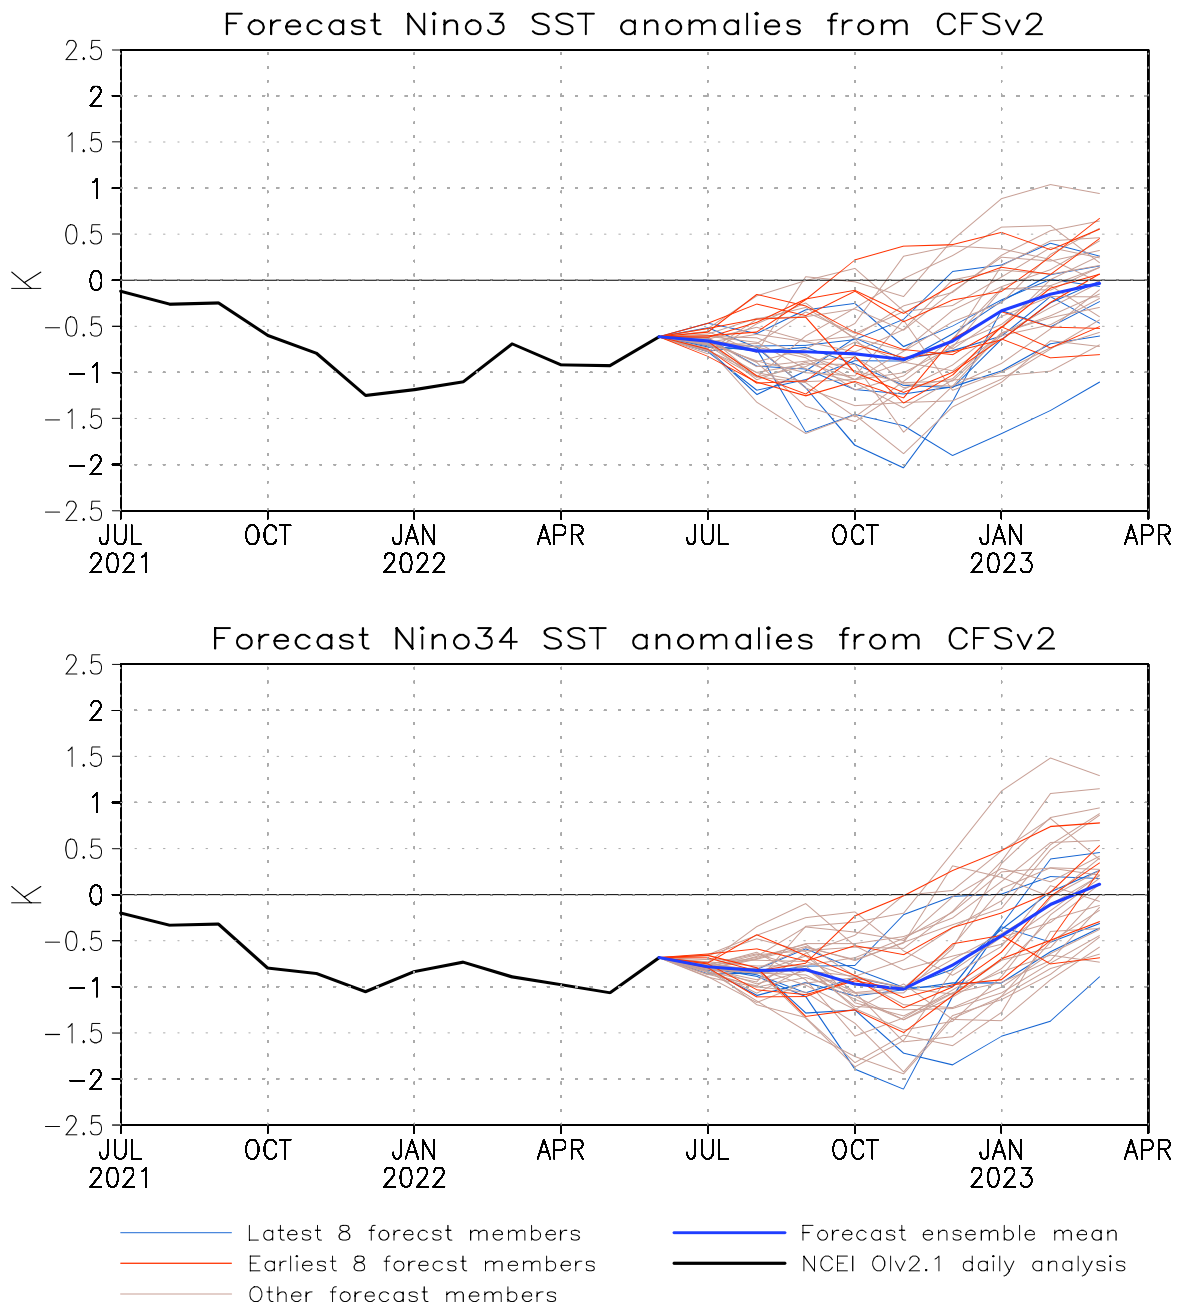 Forecast Nino3 SST anomalies from CFSv2
2.5
2
1.5
1
0.5
0
-0.5
-1
-1.5
-2
-2.5
K
JUL OCT JAN APR JUL OCT JAN APR
2021 2022 2023
Forecast Nino34 SST anomalies from CFSv2
2.5
2
1.5
1
0.5
0
-0.5
-1
-1.5
-2
-2.5
K
JUL OCT JAN APR JUL OCT JAN APR
2021 2022 2023
Latest 8 forecst members
Earliest 8 forecst members
Other forecast members
Forecast ensemble mean
NCEI OIv2.1 daily analysis